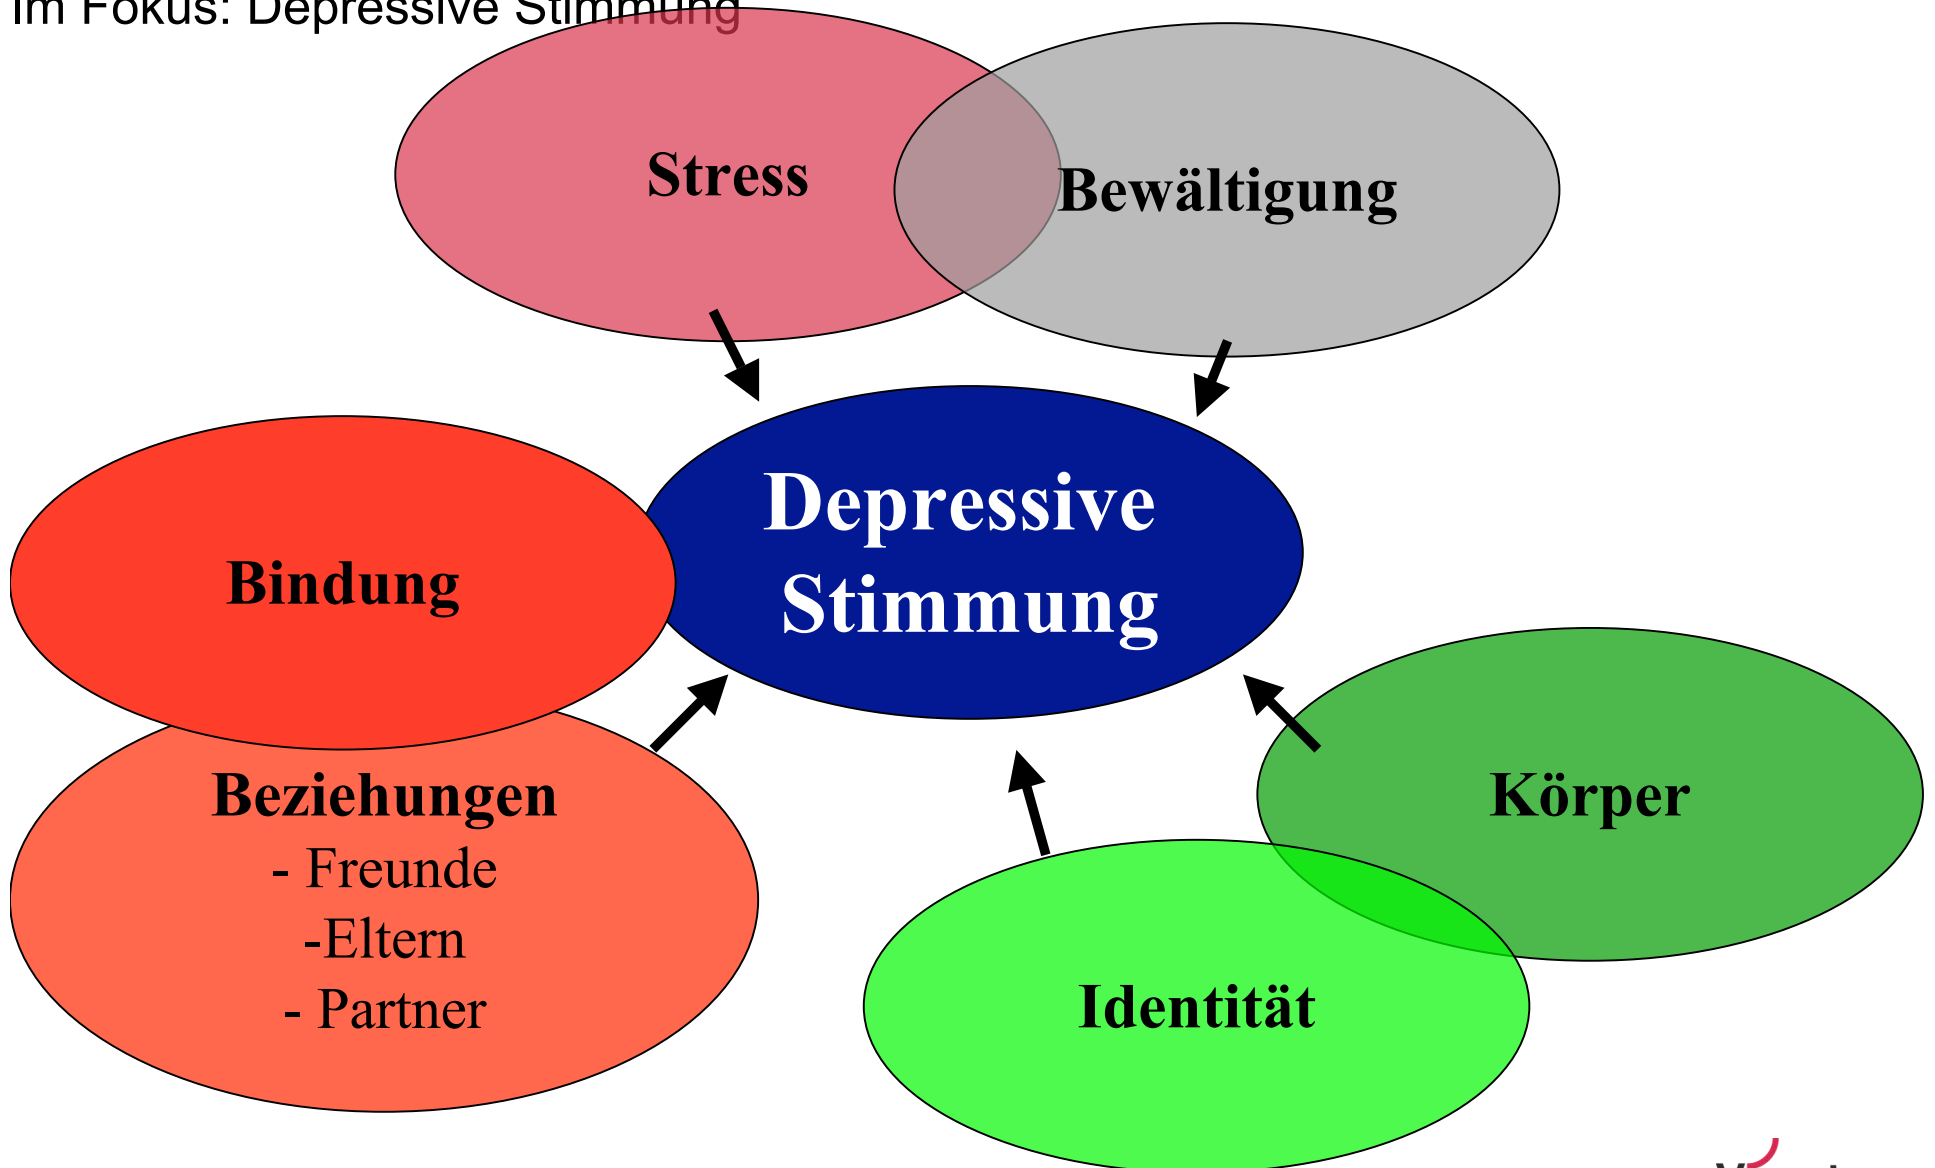 Im Fokus: Depressive Stimmung
Stress
Bewältigung
Depressive
Stimmung
Bindung
Beziehungen
- Freunde
-Eltern
- Partner
Körper
Identität